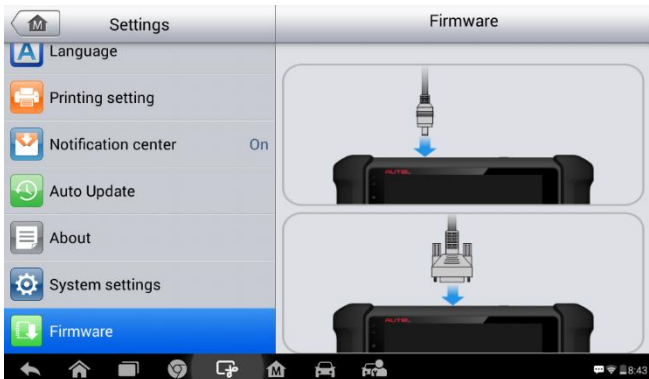 Settings
Firmware
Language
Printing setting
Notification center On
Auto Update
About
System settings
Firmware
AUTEL
AUTEL
8:43